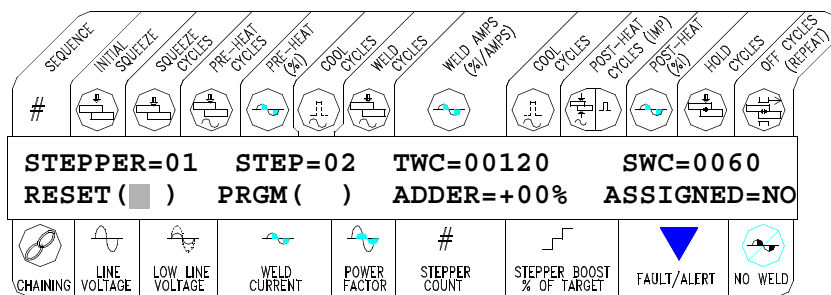 SEQUENCE
INITIAL SQUEEZE
SQUEEZE CYCLES
PRE-HEAT CYCLES
PRE-HEAT (%I)
COOL CYCLES
WELD CYCLES
WELD AMPS (%I/AMPS)
COOL CYCLES
POST-HEAT CYCLES (IMP)
POST-HEAT (%I)
HOLD CYCLES
OFF CYCLES (REPEAT)
#
STEPPER=01 STEP=02 TWC=00120 SWC=0060
RESET( ) PRGM( ) ADDER=+00% ASSIGNED=NO
#
CHAINING
LINE VOLTAGE
LOW LINE VOLTAGE
WELD CURRENT
POWER FACTOR
STEPPER COUNT
STEPPER BOOST % OF TARGET
FAULT/ALERT
NO WELD